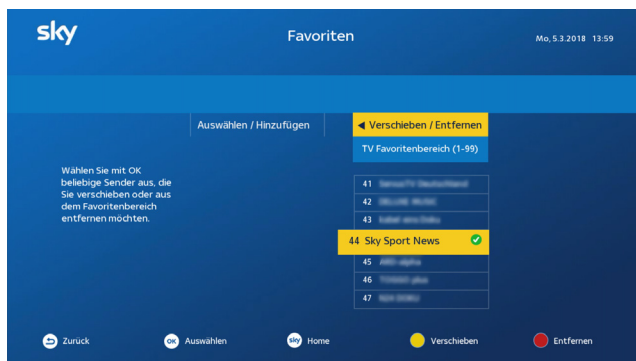 sky
Favoriten
Mo, 5.3.2018 13:59
Auswählen / Hinzufügen
Verschieben / Entfernen
TV Favoritenbereich (1-99)
Wählen Sie mit OK
beliebige Sender aus, die
Sie verschieben oder aus
dem Favoritenbereich
entfernen möchten.
41
42
43
44 Sky Sport News
45
46
47
Zurück
OK Auswählen
sky Home
Verschieben
Entfernen